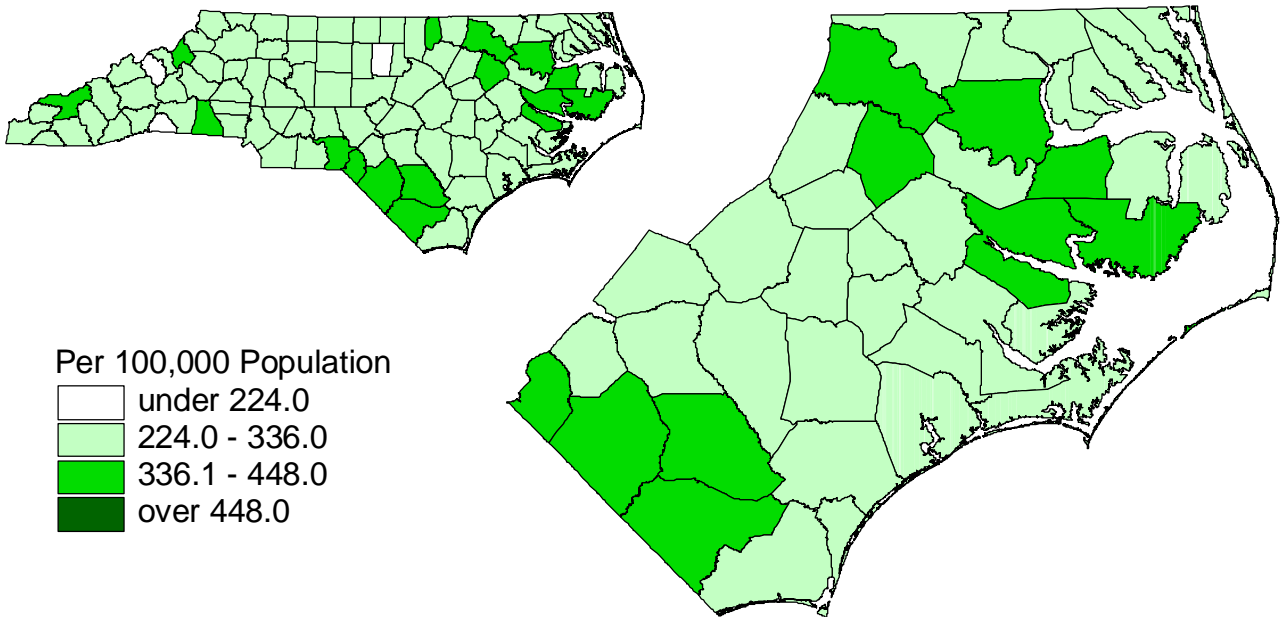 Per 100,000 Population
under 224.0
224.0 - 336.0
336.1 - 448.0
over 448.0